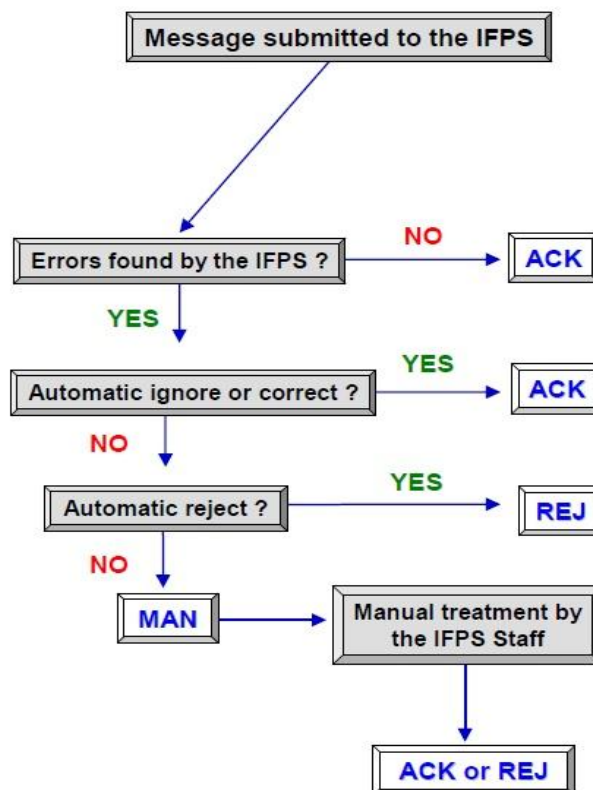 Message submitted to the IFPS
NO
Errors found by the IFPS ?
ACK
YES
YES
Automatic ignore or correct ?
ACK
NO
YES
Automatic reject ?
REJ
NO
MAN
Manual treatment by
the IFPS Staff
ACK or REJ